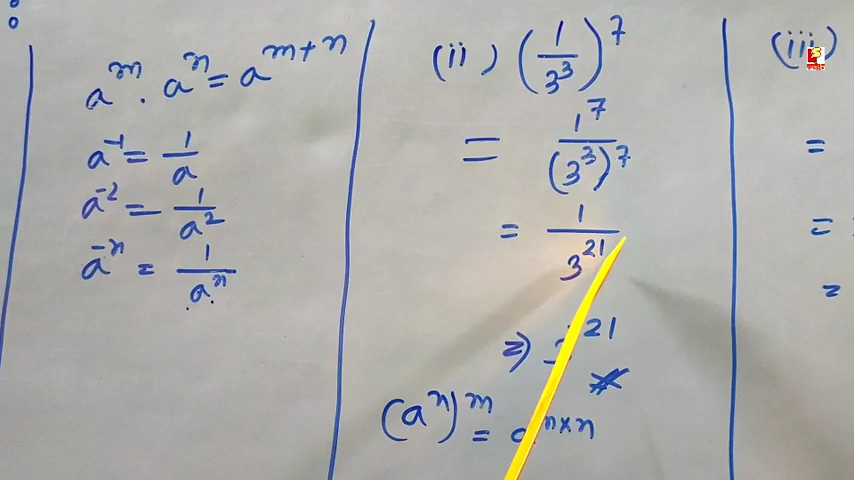 a^m . a^n = a^{m+n}
a^{-1} = 1/a
a^{-2} = 1/a^2
a^{-n} = 1/a^n
(ii) (1/3^3)^7
= 1^7/(3^3)^7
= 1/3^{21}
(a^n)^m
(iii)
=
=
=